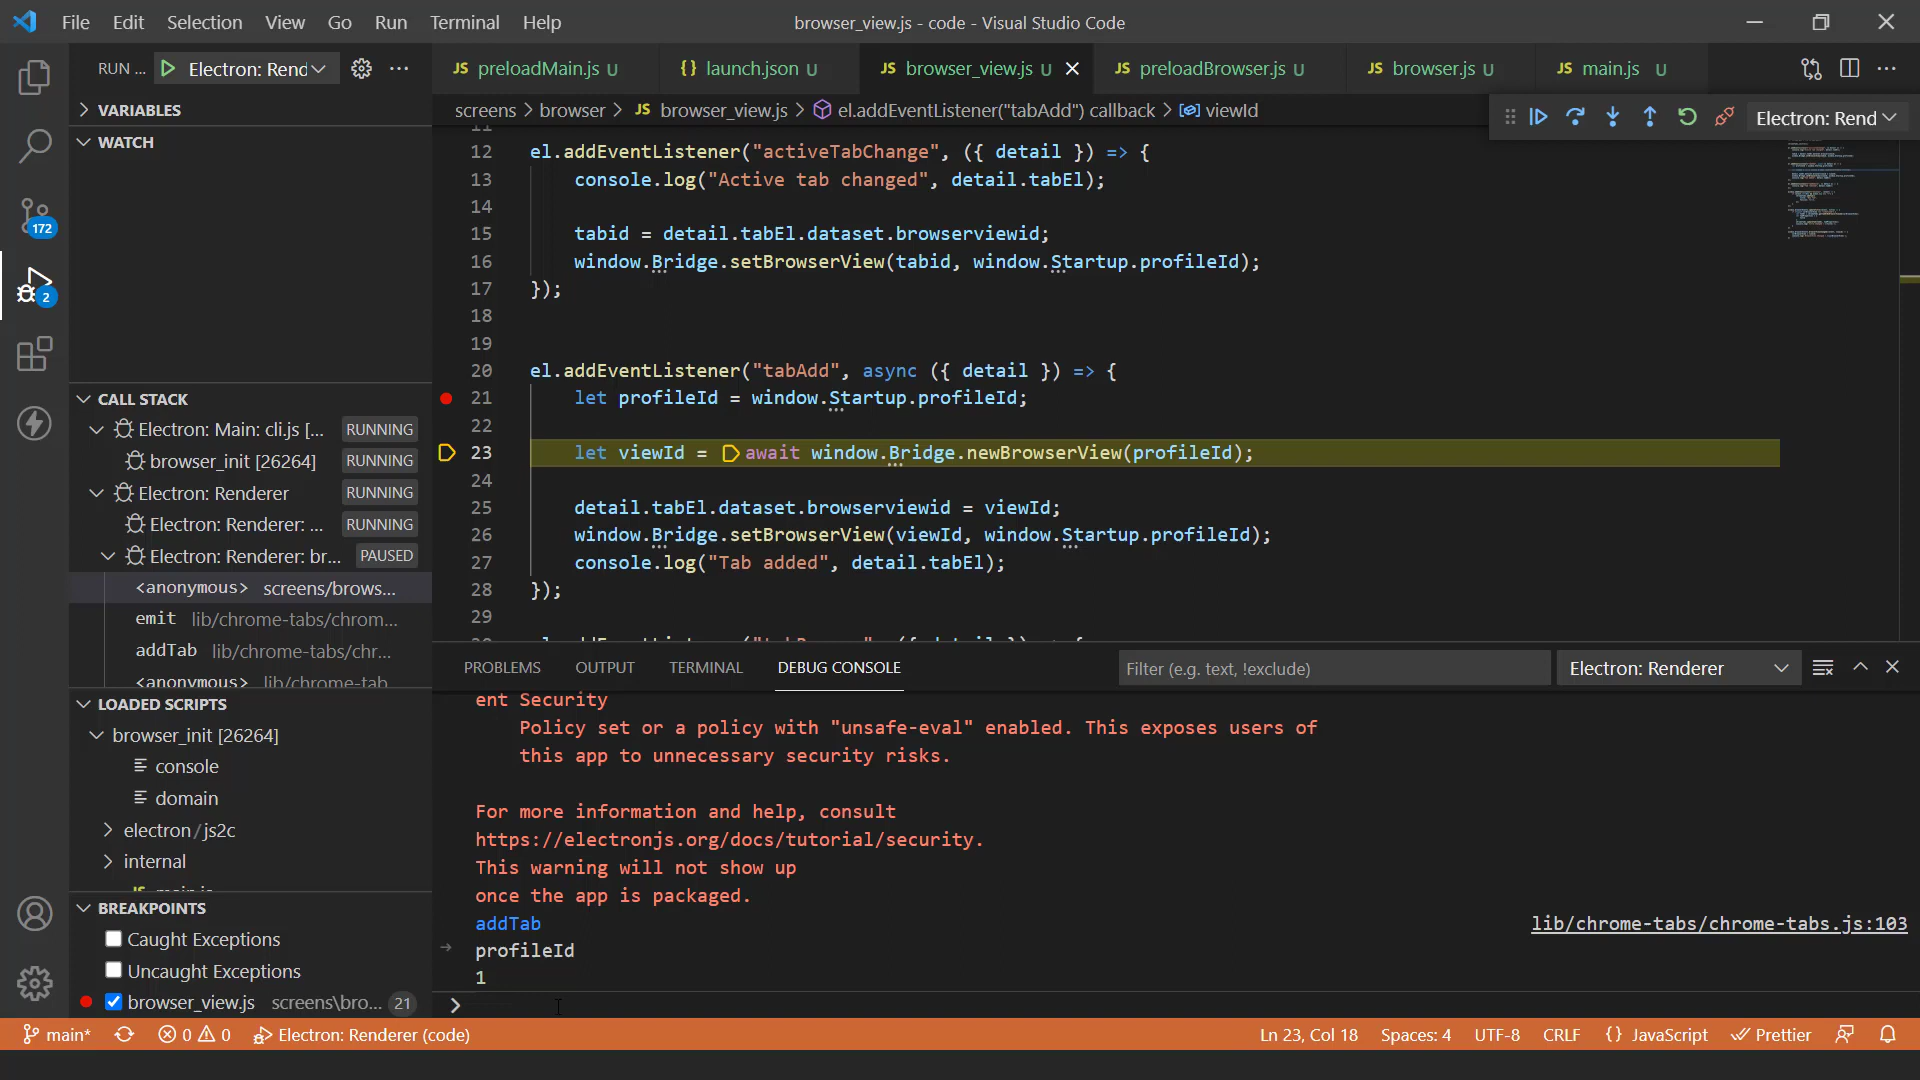 File Edit Selection View Go Run Terminal Help
browser_view.js - code - Visual Studio Code
RUN ... Electron: Rend
preloadMain.js U
launch.json U
browser_view.js U
preloadBrowser.js U
browser.js U
main.js U
VARIABLES
screens browser browser_view.js el.addEventListener("tabAdd") callback viewId
Electron: Rend
WATCH
11
12 el.addEventListener("activeTabChange", ({ detail }) => {
13 console.log("Active tab changed", detail.tabEl);
14
15 tabid = detail.tabEl.dataset.browserviewid;
16 window.Bridge.setBrowserView(tabid, window.Startup.profileId);
17 });
18
19
20 el.addEventListener("tabAdd", async ({ detail }) => {
21 let profileId = window.Startup.profileId;
22
23 let viewId = await window.Bridge.newBrowserView(profileId);
24
25 detail.tabEl.dataset.browserviewid = viewId;
26 window.Bridge.setBrowserView(viewId, window.Startup.profileId);
27 console.log("Tab added", detail.tabEl);
28 });
29
172
2
CALL STACK
Electron: Main: cli.js [... RUNNING
browser_init [26264] RUNNING
Electron: Renderer RUNNING
Electron: Renderer: ... RUNNING
Electron: Renderer: br... PAUSED
<anonymous> screens/brows...
emit lib/chrome-tabs/chrom...
addTab lib/chrome-tabs/chr...
<anonymous> lib/chrome-tab
LOADED SCRIPTS
browser_init [26264]
console
domain
electron/js2c
internal
main.js
BREAKPOINTS
Caught Exceptions
Uncaught Exceptions
browser_view.js screens\bro... 21
PROBLEMS OUTPUT TERMINAL DEBUG CONSOLE
Filter (e.g. text, !exclude)
Electron: Renderer
ent Security
Policy set or a policy with "unsafe-eval" enabled. This exposes users of
this app to unnecessary security risks.
For more information and help, consult
https://electronjs.org/docs/tutorial/security.
This warning will not show up
once the app is packaged.
addTab lib/chrome-tabs/chrome-tabs.js:103
profileId
1
main* 0 0 Electron: Renderer (code) Ln 23, Col 18 Spaces: 4 UTF-8 CRLF {} JavaScript Prettier